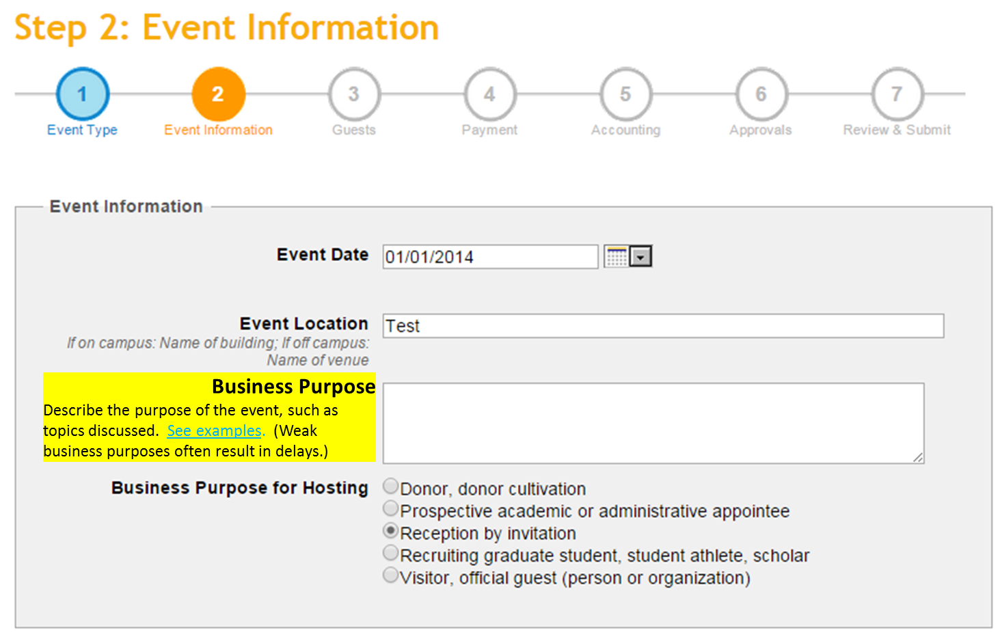 Step 2: Event Information
1 2 3 4 5 6 7
Event Type Event Information Guests Payment Accounting Approvals Review & Submit
Event Information
Event Date 01/01/2014
Event Location Test
If on campus: Name of building; If off campus:
Name of venue
Business Purpose
Describe the purpose of the event, such as
topics discussed. See examples. (Weak
business purposes often result in delays.)
Business Purpose for Hosting Donor, donor cultivation
Prospective academic or administrative appointee
Reception by invitation
Recruiting graduate student, student athlete, scholar
Visitor, official guest (person or organization)